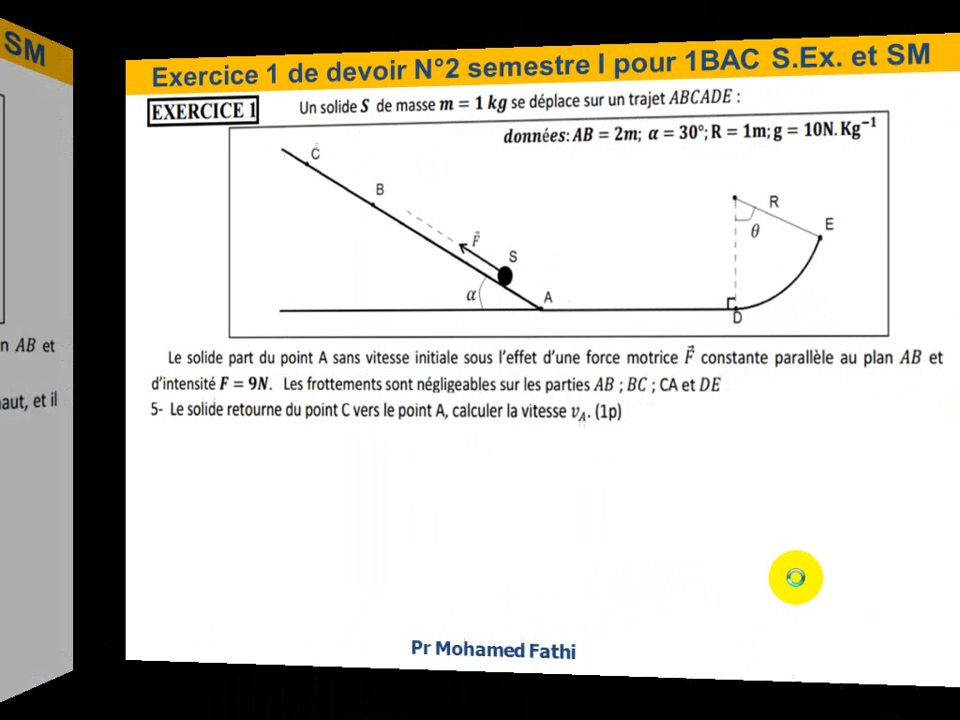 SM
n AB et
aut, et il
Exercice 1 de devoir N°2 semestre I pour 1BAC S.Ex. et SM
EXERCICE 1
Un solide S de masse m = 1 kg se déplace sur un trajet ABCADE :
données: AB = 2m; α = 30°; R = 1m; g = 10N.Kg⁻¹
C
B
F⃗
S
α
A
R
θ
E
D
Le solide part du point A sans vitesse initiale sous l'effet d'une force motrice F⃗ constante parallèle au plan AB et
d'intensité F = 9N. Les frottements sont négligeables sur les parties AB ; BC ; CA et DE
5- Le solide retourne du point C vers le point A, calculer la vitesse v_A. (1p)
Pr Mohamed Fathi